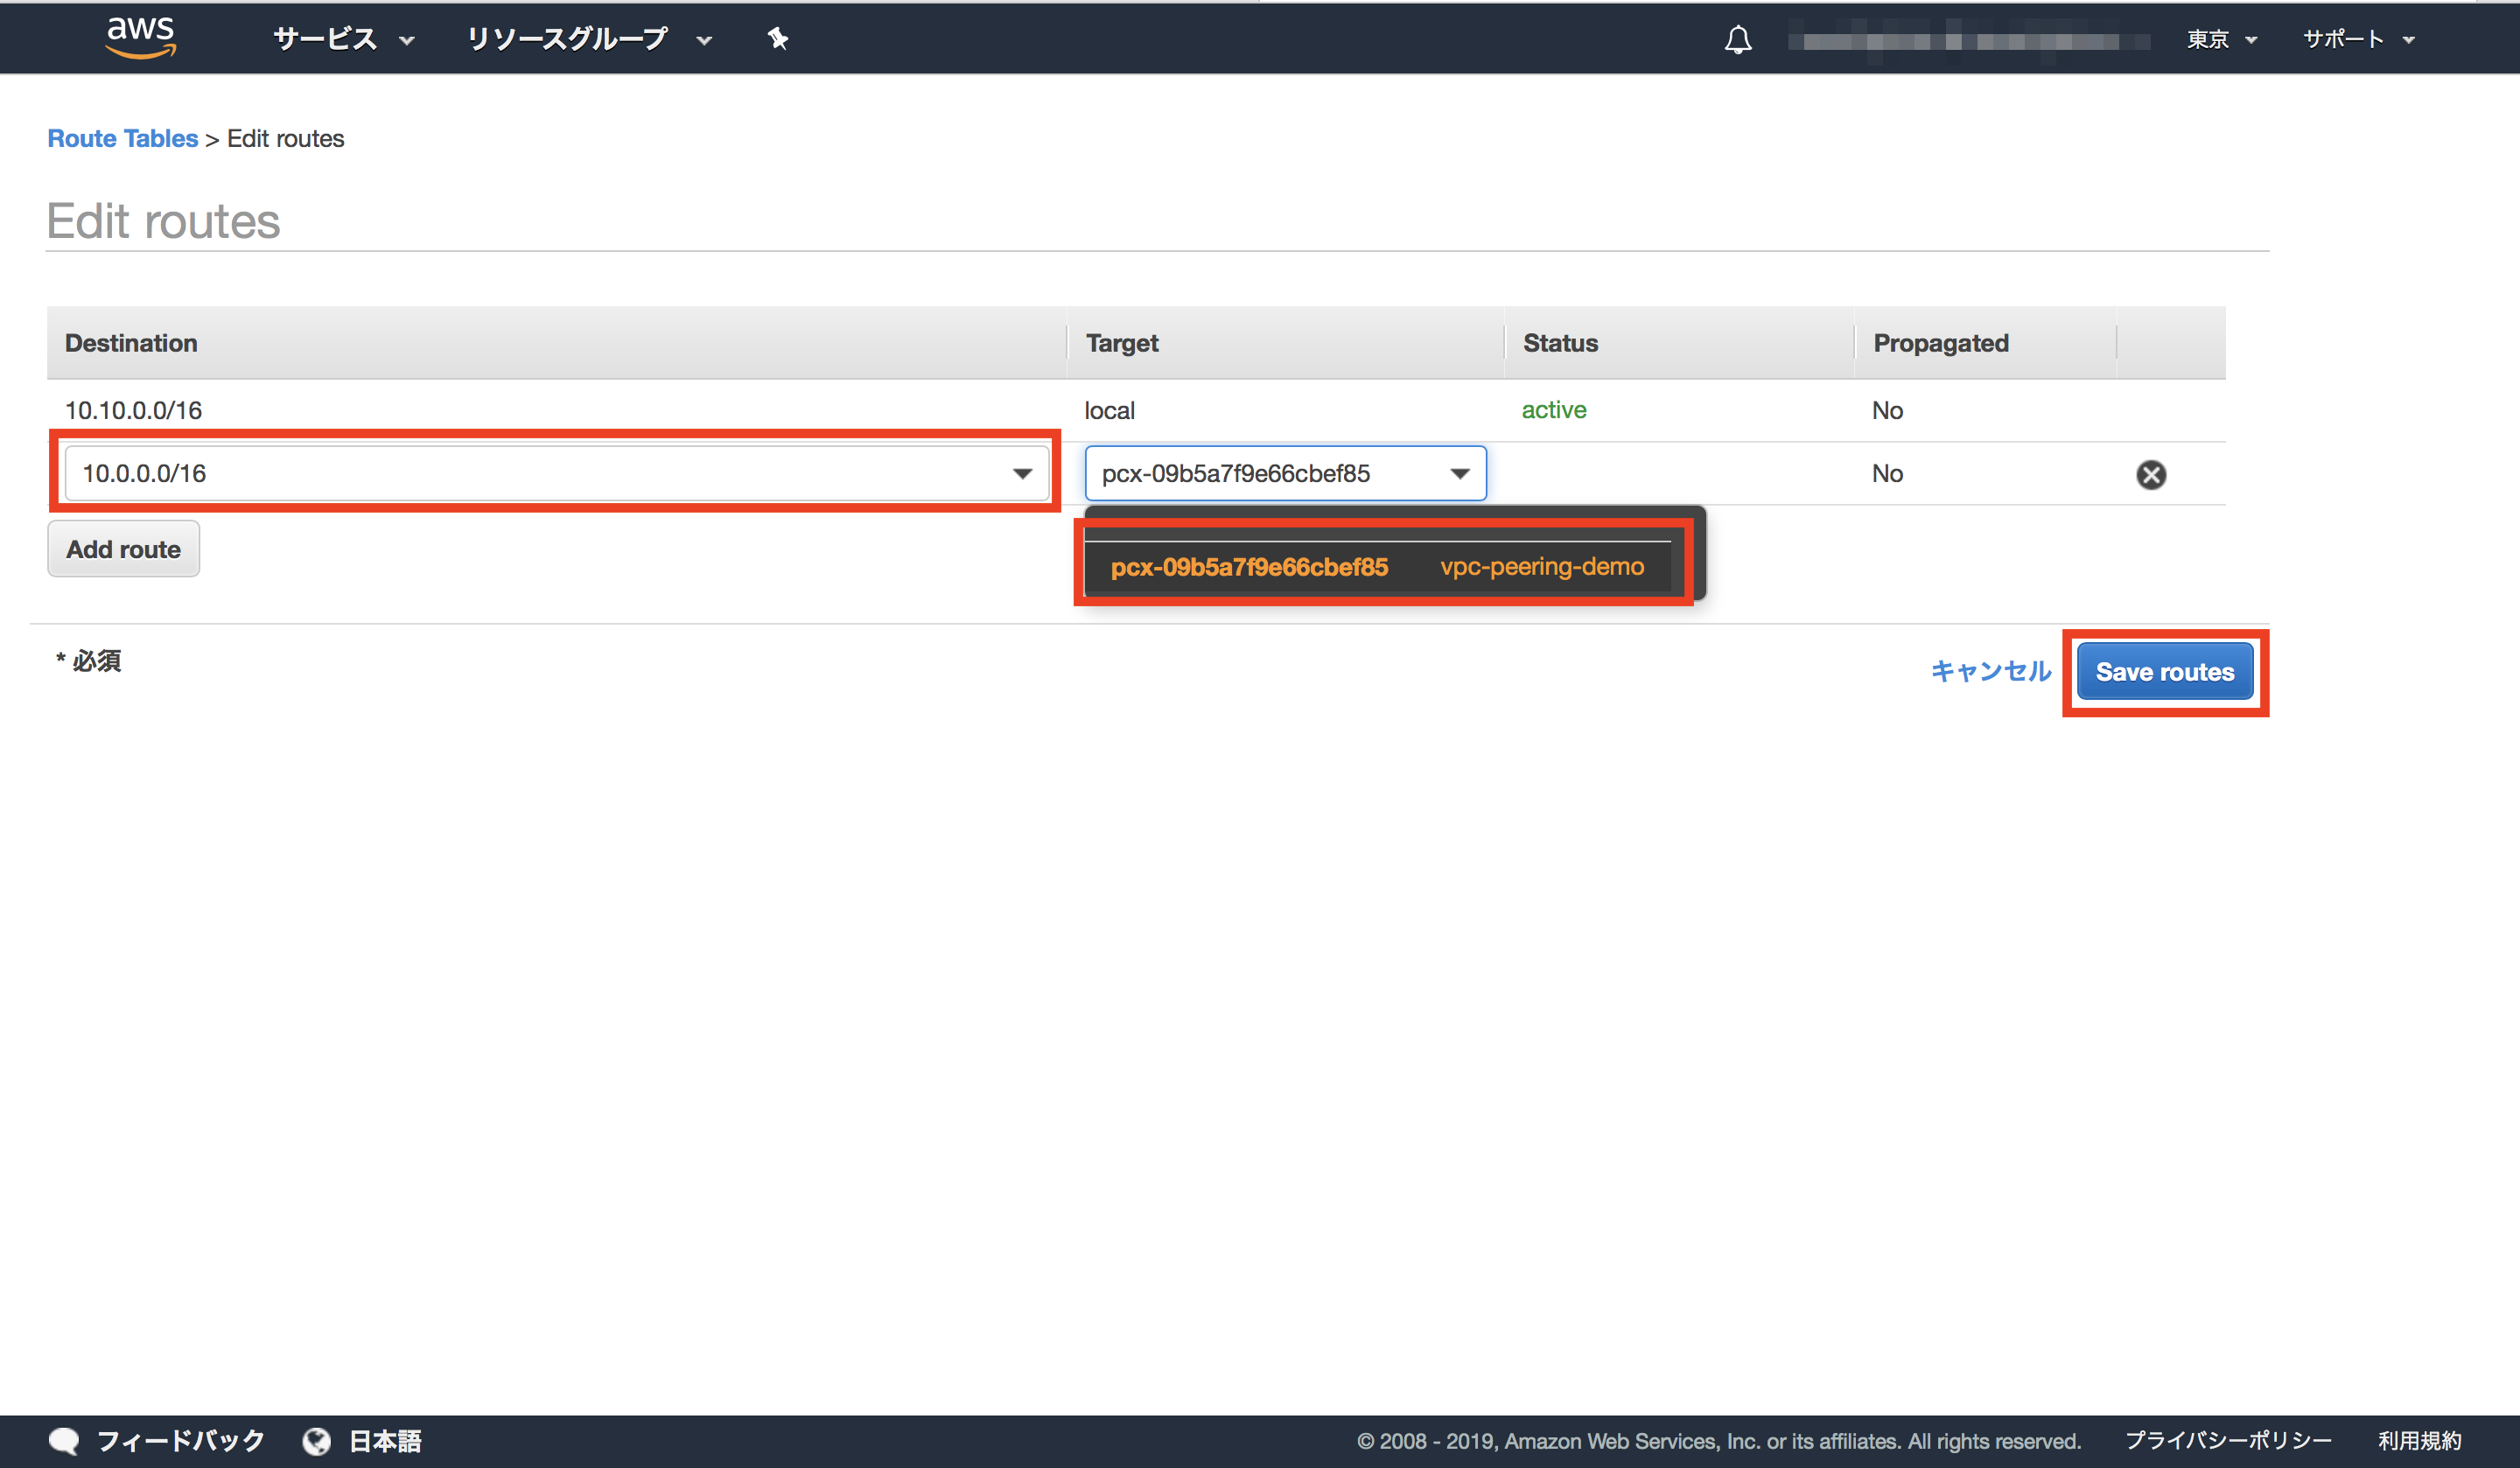 aws サービス リソースグループ 東京 サポート
Route Tables > Edit routes
Edit routes
Destination Target Status Propagated
10.10.0.0/16 local active No
10.0.0.0/16 pcx-09b5a7f9e66cbef85 No
Add route
pcx-09b5a7f9e66cbef85 vpc-peering-demo
* 必須
キャンセル Save routes
フィードバック 日本語 © 2008 - 2019, Amazon Web Services, Inc. or its affiliates. All rights reserved. プライバシーポリシー 利用規約